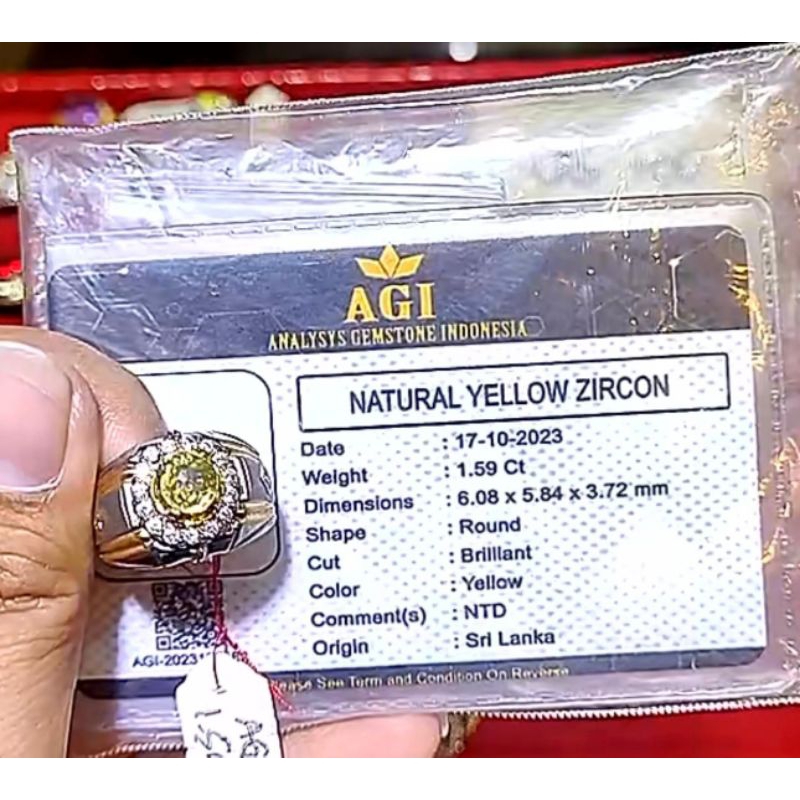 AGI
ANALYSYS GEMSTONE INDONESIA
NATURAL YELLOW ZIRCON
Date : 17-10-2023
Weight : 1.59 Ct
Dimensions : 6.08 x 5.84 x 3.72 mm
Shape : Round
Cut : Brilliant
Color : Yellow
Comment(s) : NTD
Origin : Sri Lanka
AGI-2023
See Term and Condition On Reverse